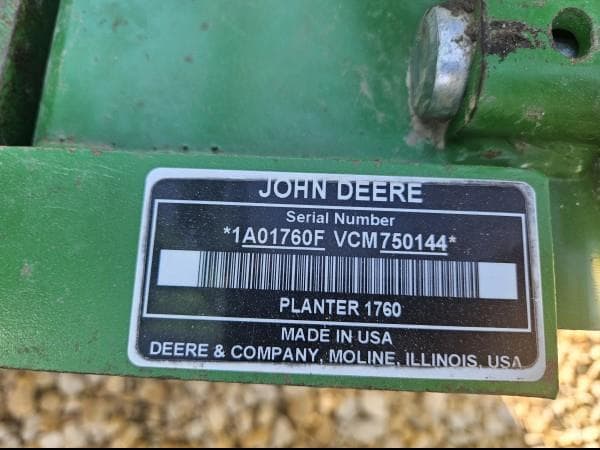 JOHN DEERE
Serial Number
*1A01760F VCM750144*
PLANTER 1760
MADE IN USA
DEERE & COMPANY, MOLINE, ILLINOIS, USA